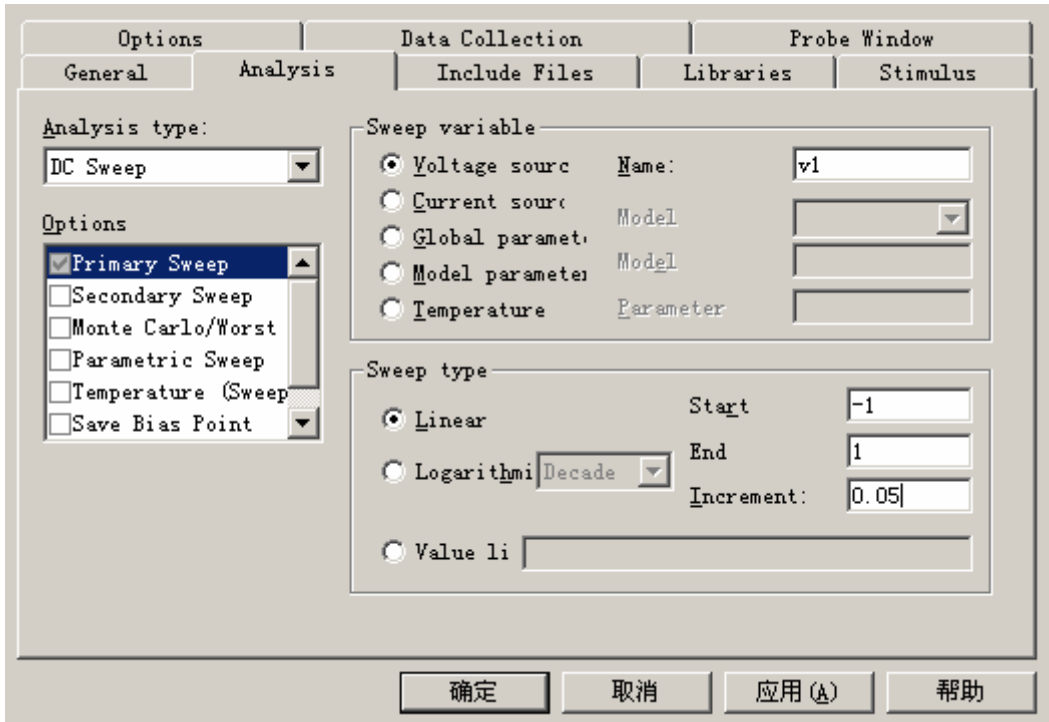 Options Data Collection Probe Window
General Analysis Include Files Libraries Stimulus
Analysis type:
DC Sweep
Options
Primary Sweep
Secondary Sweep
Monte Carlo/Worst
Parametric Sweep
Temperature (Sweep
Save Bias Point
Sweep variable
Voltage sourc
Name: v1
Current sourc
Model
Global paramet
Model
Model parameter
Temperature
Parameter
Sweep type
Linear
Start -1
End 1
Logarithmi Decade
Increment: 0.05
Value li
确定 取消 应用(A) 帮助